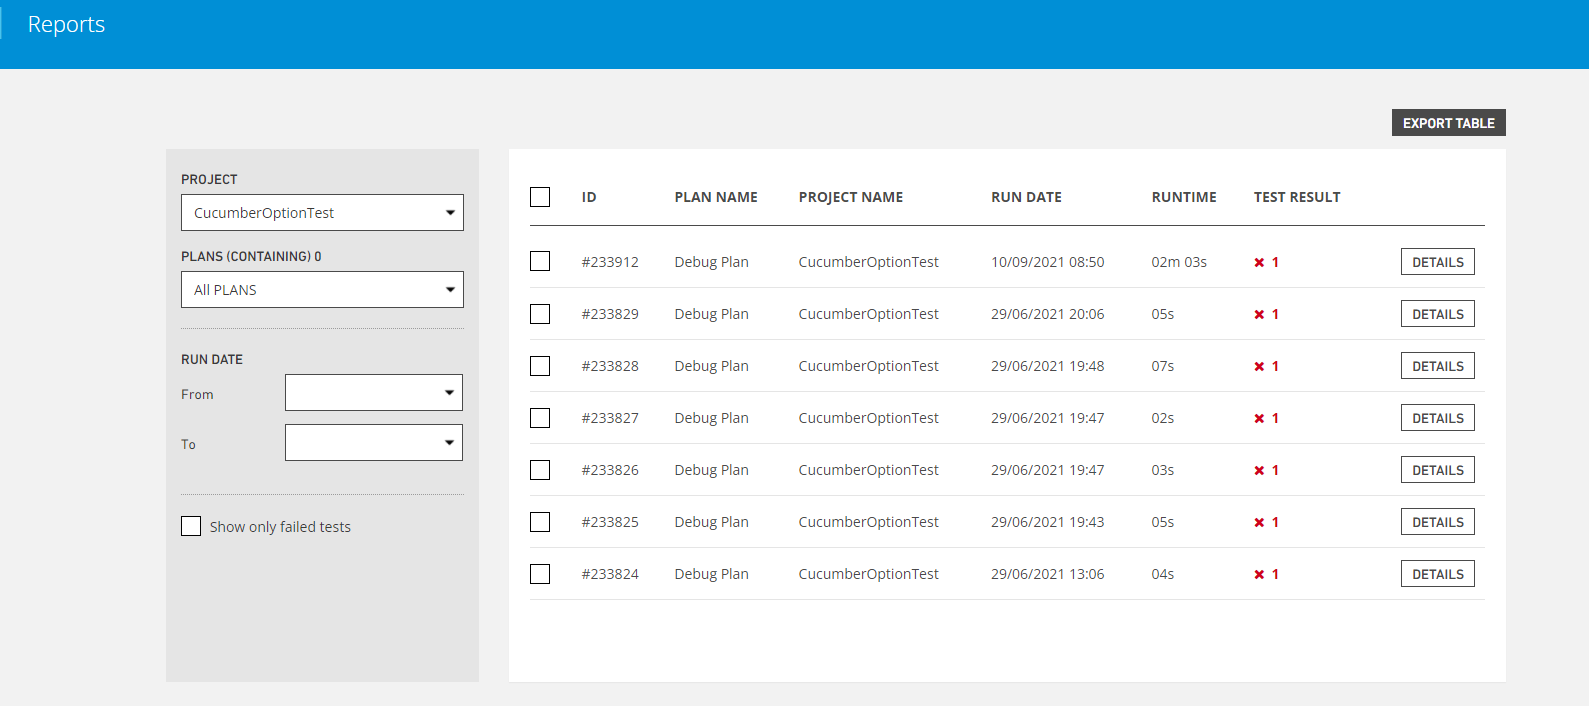 Reports
EXPORT TABLE
PROJECT
CucumberOptionTest
PLANS (CONTAINING) 0
All PLANS
RUN DATE
From
To
Show only failed tests
ID PLAN NAME PROJECT NAME RUN DATE RUNTIME TEST RESULT
#233912 Debug Plan CucumberOptionTest 10/09/2021 08:50 02m 03s ✖ 1 DETAILS
#233829 Debug Plan CucumberOptionTest 29/06/2021 20:06 05s ✖ 1 DETAILS
#233828 Debug Plan CucumberOptionTest 29/06/2021 19:48 07s ✖ 1 DETAILS
#233827 Debug Plan CucumberOptionTest 29/06/2021 19:47 02s ✖ 1 DETAILS
#233826 Debug Plan CucumberOptionTest 29/06/2021 19:47 03s ✖ 1 DETAILS
#233825 Debug Plan CucumberOptionTest 29/06/2021 19:43 05s ✖ 1 DETAILS
#233824 Debug Plan CucumberOptionTest 29/06/2021 13:06 04s ✖ 1 DETAILS